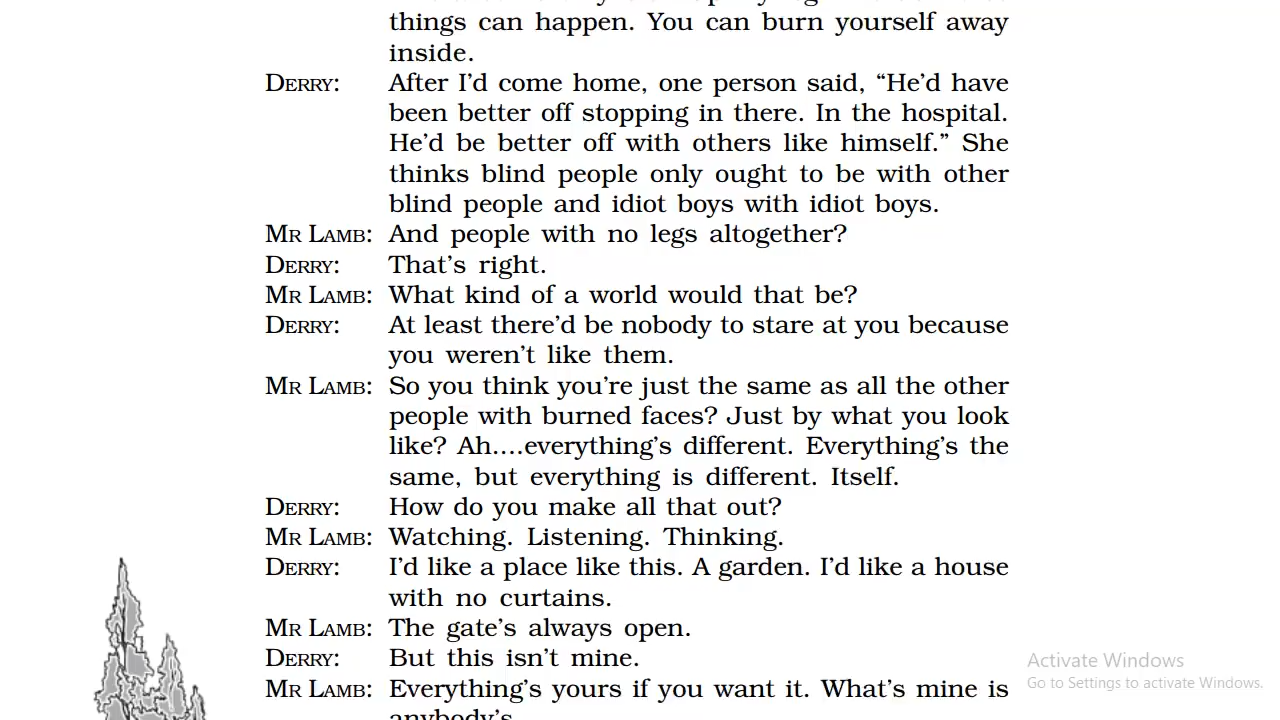 things can happen. You can burn yourself away
inside.
DERRY: After I’d come home, one person said, “He’d have
been better off stopping in there. In the hospital.
He’d be better off with others like himself.” She
thinks blind people only ought to be with other
blind people and idiot boys with idiot boys.
MR LAMB: And people with no legs altogether?
DERRY: That’s right.
MR LAMB: What kind of a world would that be?
DERRY: At least there’d be nobody to stare at you because
you weren’t like them.
MR LAMB: So you think you’re just the same as all the other
people with burned faces? Just by what you look
like? Ah....everything’s different. Everything’s the
same, but everything is different. Itself.
DERRY: How do you make all that out?
MR LAMB: Watching. Listening. Thinking.
DERRY: I’d like a place like this. A garden. I’d like a house
with no curtains.
MR LAMB: The gate’s always open.
DERRY: But this isn’t mine.
MR LAMB: Everything’s yours if you want it. What’s mine is
anybody’s.
Activate Windows
Go to Settings to activate Windows.